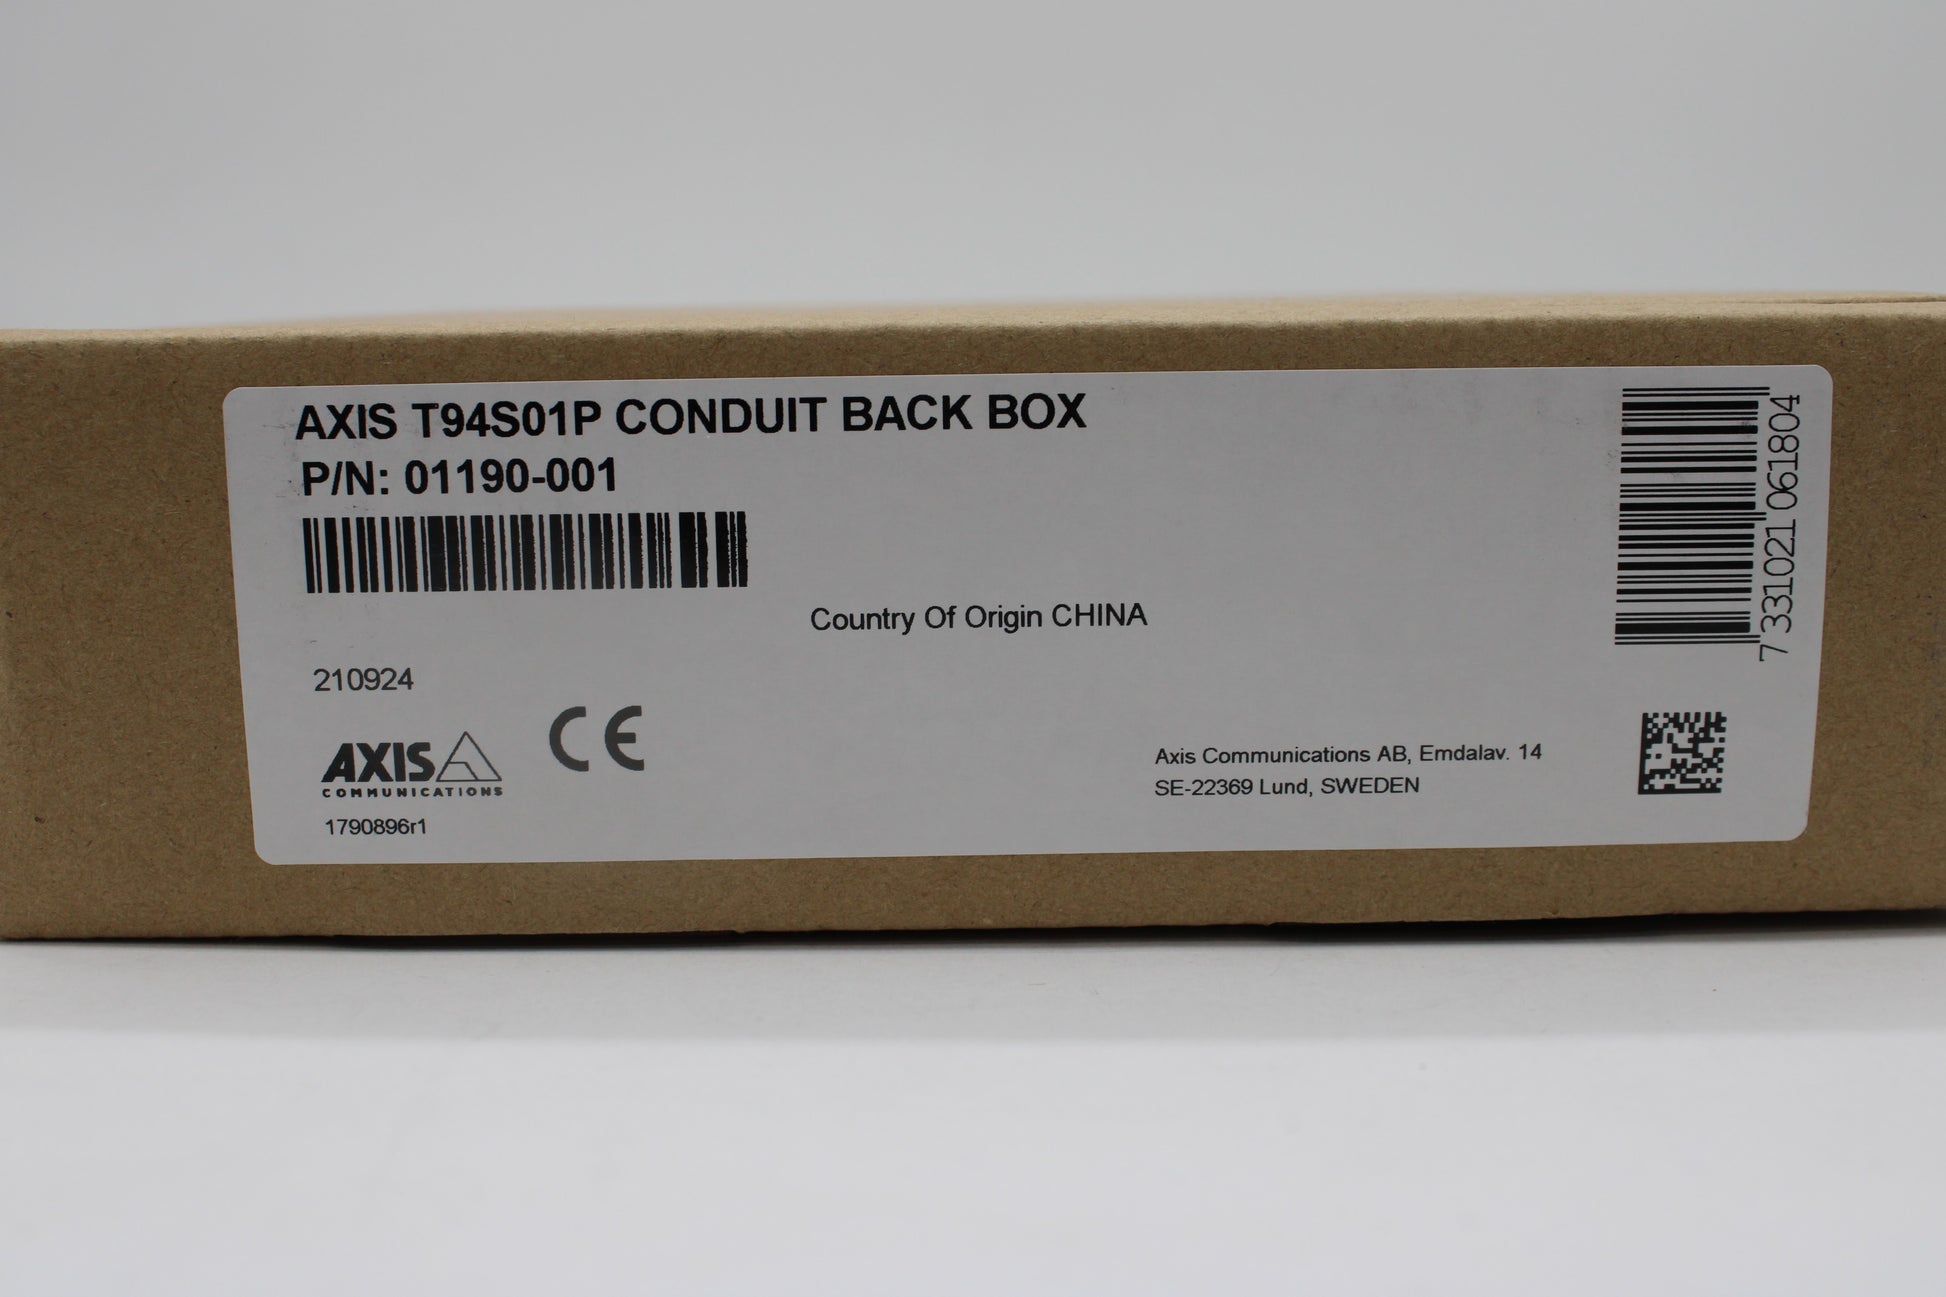 AXIS T94S01P CONDUIT BACK BOX
P/N: 01190-001
7 331021 061804
Country Of Origin CHINA
210924
CE
AXIS
COMMUNICATIONS
1790896r1
Axis Communications AB, Emdalav. 14
SE-22369 Lund, SWEDEN